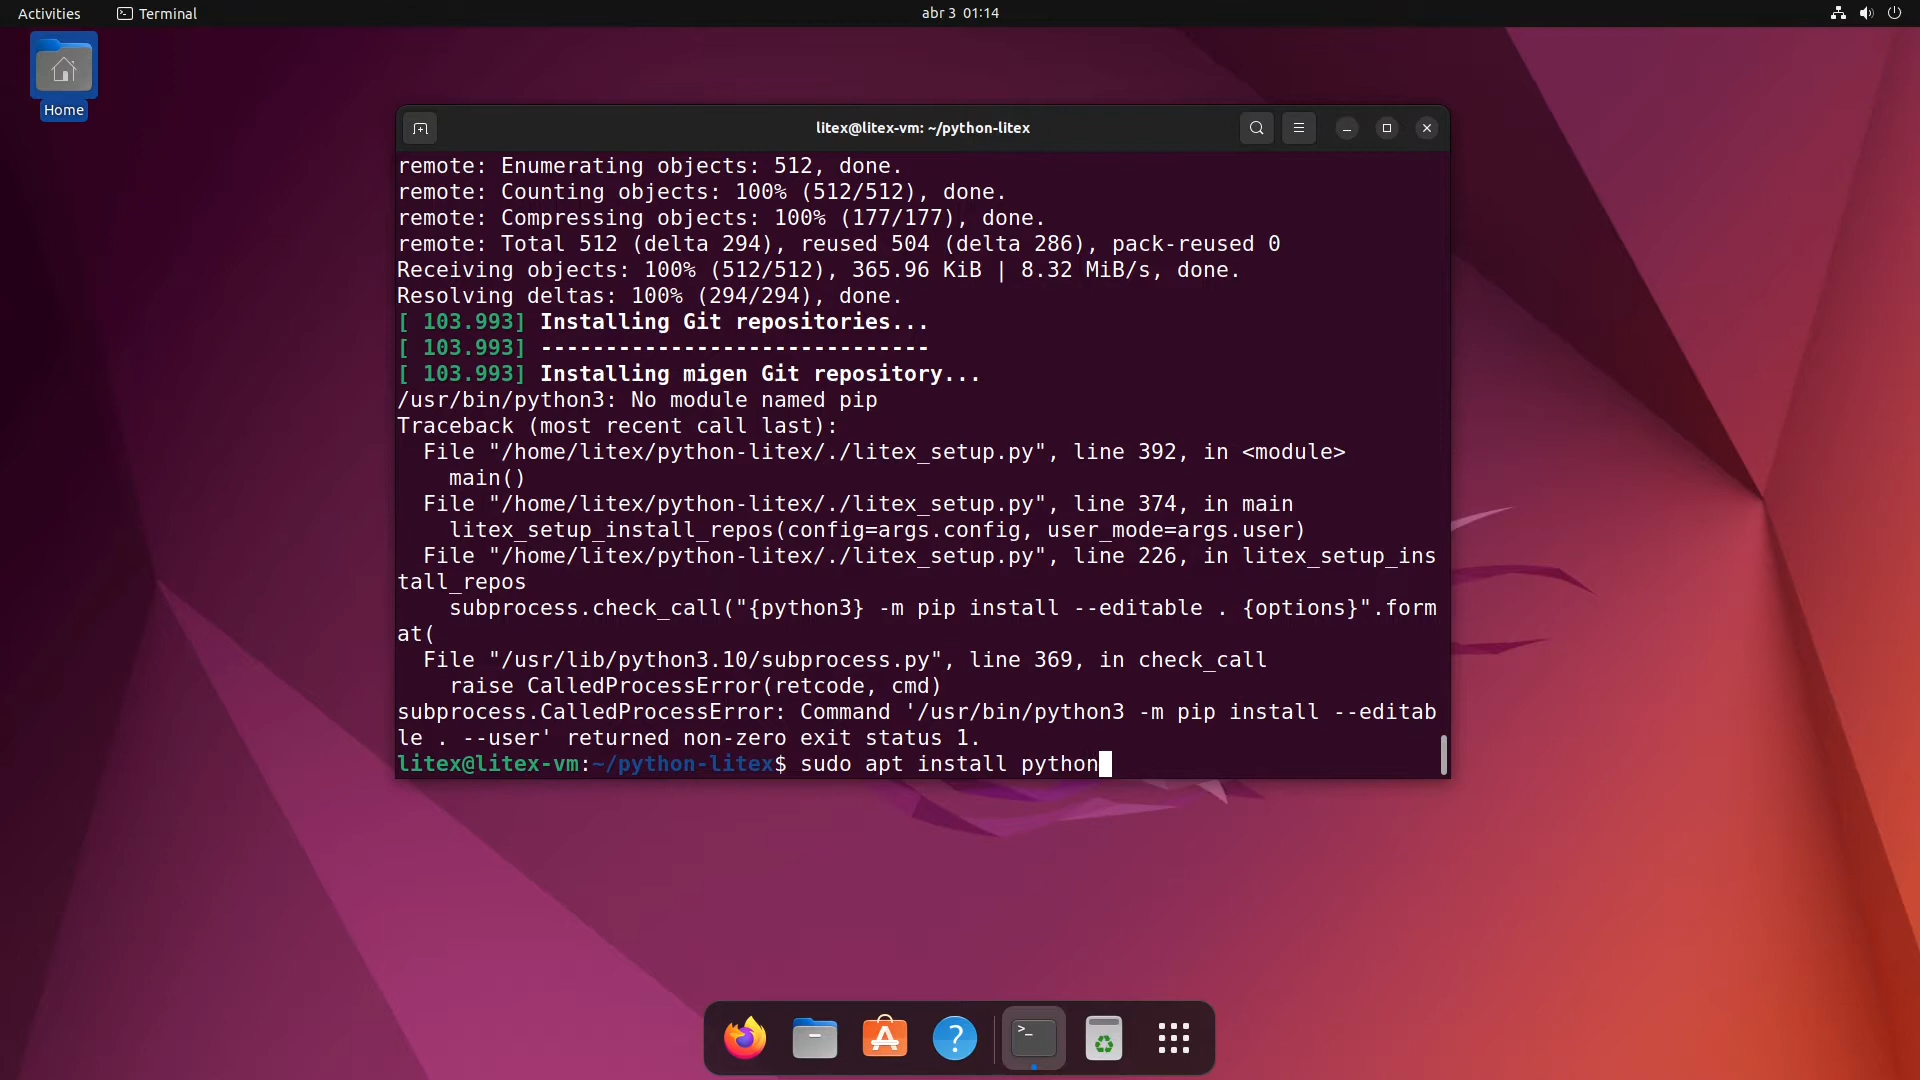 Activities
Terminal
abr 3 01:14
Home
litex@litex-vm: ~/python-litex
remote: Enumerating objects: 512, done.
remote: Counting objects: 100% (512/512), done.
remote: Compressing objects: 100% (177/177), done.
remote: Total 512 (delta 294), reused 504 (delta 286), pack-reused 0
Receiving objects: 100% (512/512), 365.96 KiB | 8.32 MiB/s, done.
Resolving deltas: 100% (294/294), done.
[ 103.993] Installing Git repositories...
[ 103.993] ------------------------------
[ 103.993] Installing migen Git repository...
/usr/bin/python3: No module named pip
Traceback (most recent call last):
  File "/home/litex/python-litex/./litex_setup.py", line 392, in <module>
    main()
  File "/home/litex/python-litex/./litex_setup.py", line 374, in main
    litex_setup_install_repos(config=args.config, user_mode=args.user)
  File "/home/litex/python-litex/./litex_setup.py", line 226, in litex_setup_ins
tall_repos
    subprocess.check_call("{python3} -m pip install --editable . {options}".form
at(
  File "/usr/lib/python3.10/subprocess.py", line 369, in check_call
    raise CalledProcessError(retcode, cmd)
subprocess.CalledProcessError: Command '/usr/bin/python3 -m pip install --editab
le . --user' returned non-zero exit status 1.
litex@litex-vm:~/python-litex$ sudo apt install python